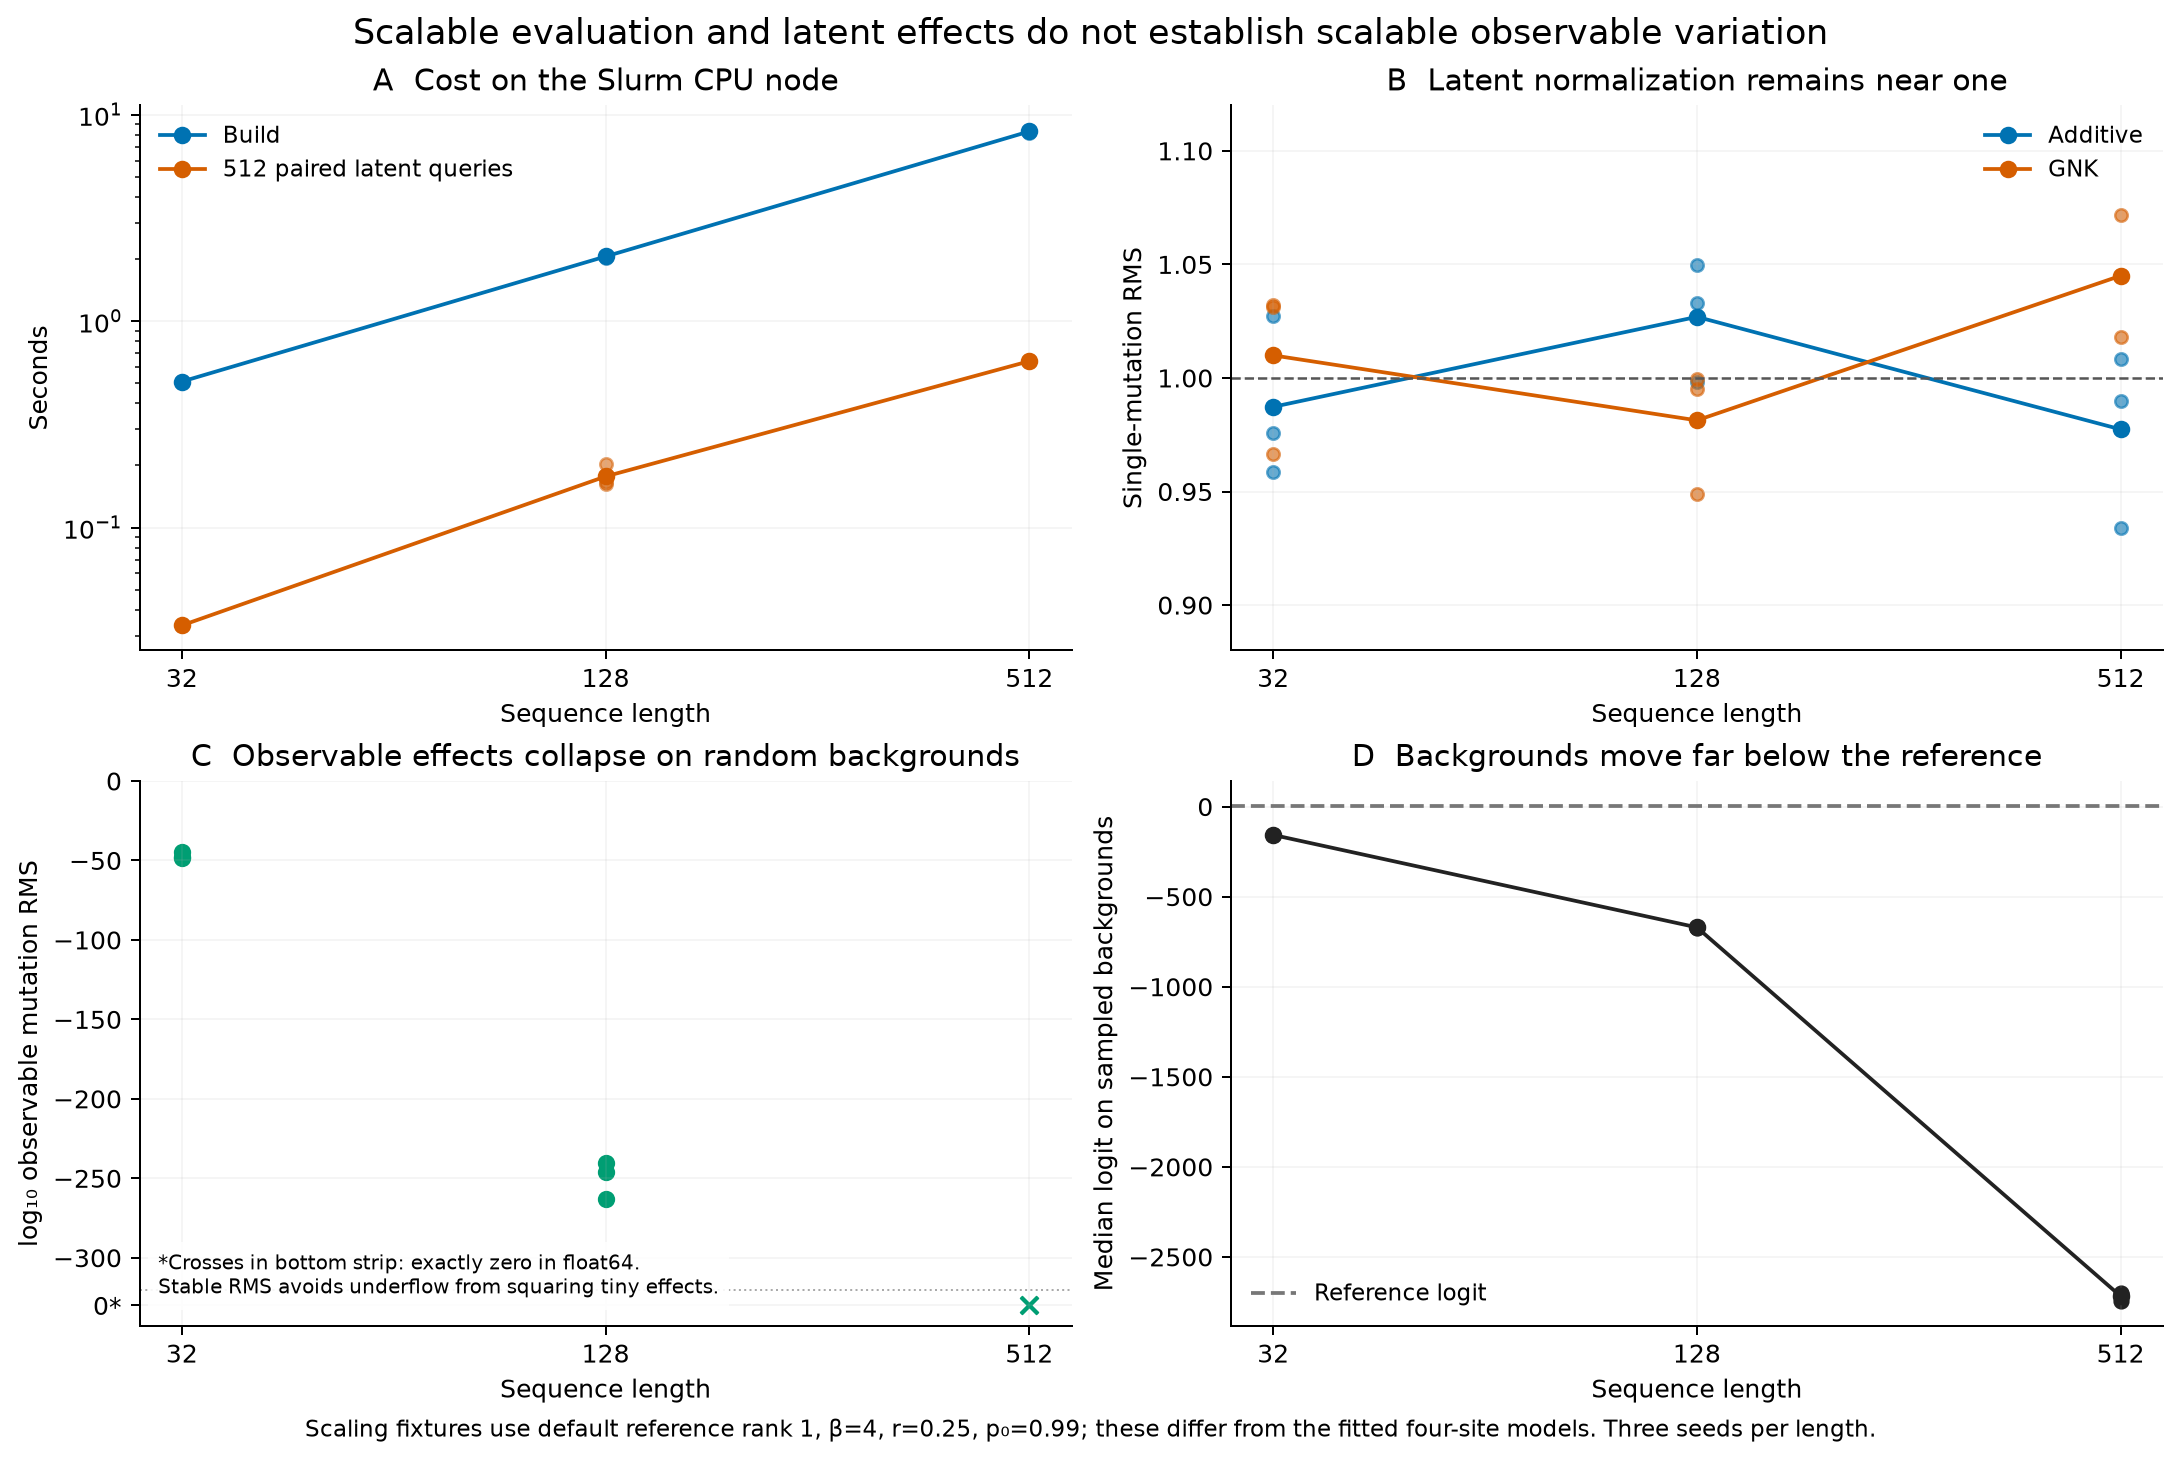 Scalable evaluation and latent effects do not establish scalable observable variation
A Cost on the Slurm CPU node
Seconds
10¹
10⁰
10⁻¹
Build
512 paired latent queries
32
128
512
Sequence length
B Latent normalization remains near one
Single-mutation RMS
1.10
1.05
1.00
0.95
0.90
Additive
GNK
32
128
512
Sequence length
C Observable effects collapse on random backgrounds
log₁₀ observable mutation RMS
0
−50
−100
−150
−200
−250
−300
0*
*Crosses in bottom strip: exactly zero in float64.
Stable RMS avoids underflow from squaring tiny effects.
32
128
512
Sequence length
D Backgrounds move far below the reference
Median logit on sampled backgrounds
0
−500
−1000
−1500
−2000
−2500
Reference logit
32
128
512
Sequence length
Scaling fixtures use default reference rank 1, β=4, r=0.25, p₀=0.99; these differ from the fitted four-site models. Three seeds per length.